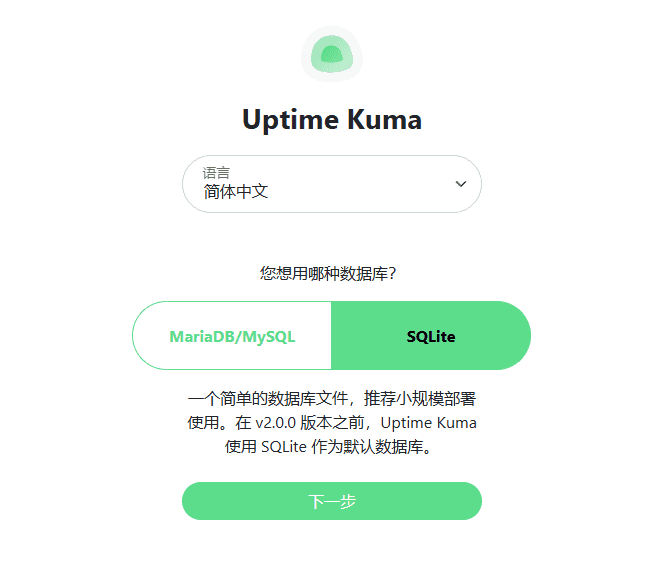 Uptime Kuma
语言
简体中文
您想用哪种数据库？
MariaDB/MySQL
SQLite
一个简单的数据库文件，推荐小规模部署
使用。在 v2.0.0 版本之前，Uptime Kuma
使用 SQLite 作为默认数据库。
下一步